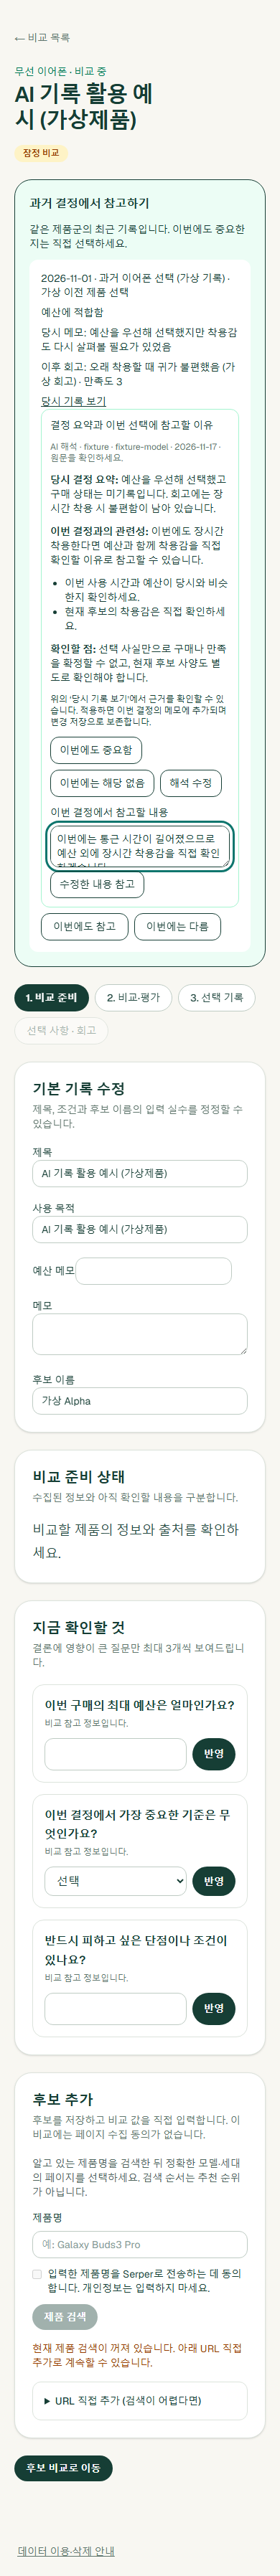 ← 비교 목록
무선 이어폰 · 비교 중
AI 기록 활용 예
시 (가상제품)
잠정 비교
과거 결정에서 참고하기
같은 제품군의 최근 기록입니다. 이번에도 중요한
지는 직접 선택하세요.
2026-11-01 · 과거 이어폰 선택 (가상 기록) ·
가상 이전 제품 선택
예산에 적합함
당시 메모: 예산을 우선해 선택했지만 착용감
도 다시 살펴볼 필요가 있었음
이후 회고: 오래 착용할 때 귀가 불편했음 (가
상 회고) · 만족도 3
당시 기록 보기
결정 요약과 이번 선택에 참고할 이유
AI 해석 · fixture · fixture-model · 2026-11-17 ·
원문을 확인하세요.
당시 결정 요약: 예산을 우선해 선택했고
구매 상태는 미기록입니다. 회고에는 장
시간 착용 시 불편함이 남아 있습니다.
이번 결정과의 관련성: 이번에도 장시간
착용한다면 예산과 함께 착용감을 직접
확인할 이유로 참고할 수 있습니다.
• 이번 사용 시간과 예산이 당시와 비슷
한지 확인하세요.
• 현재 후보의 착용감은 직접 확인하세
요.
확인할 점: 선택 사실만으로 구매나 만족
을 확정할 수 없고, 현재 후보 사양도 별
도로 확인해야 합니다.
위의 ‘당시 기록 보기’에서 근거를 확인할 수 있
습니다. 적용하면 이번 결정의 메모에 추가되며
변경 저장으로 보존합니다.
이번에도 중요함
이번에는 해당 없음
해석 수정
이번 결정에서 참고할 내용
이번에는 통근 시간이 길어졌으므로
예산 외에 장시간 착용감을 직접 확인
하겠습니다
수정한 내용 참고
이번에도 참고
이번에는 다름
1. 비교 준비
2. 비교·평가
3. 선택 기록
선택 사항 · 회고
기본 기록 수정
제목, 조건과 후보 이름의 입력 실수를 정정할 수
있습니다.
제목
AI 기록 활용 예시 (가상제품)
사용 목적
AI 기록 활용 예시 (가상제품)
예산 메모
메모
후보 이름
가상 Alpha
비교 준비 상태
수집된 정보와 아직 확인할 내용을 구분합니다.
비교할 제품의 정보와 출처를 확인하
세요.
지금 확인할 것
결론에 영향이 큰 질문만 최대 3개씩 보여드립니
다.
이번 구매의 최대 예산은 얼마인가요?
비교 참고 정보입니다.
반영
이번 결정에서 가장 중요한 기준은 무
엇인가요?
비교 참고 정보입니다.
선택
반영
반드시 피하고 싶은 단점이나 조건이
있나요?
비교 참고 정보입니다.
반영
후보 추가
후보를 저장하고 비교 값을 직접 입력합니다. 이
비교에는 페이지 수집 동의가 없습니다.
알고 있는 제품명을 검색한 뒤 정확한 모델·세대
의 페이지를 선택하세요. 검색 순서는 추천 순위
가 아닙니다.
제품명
예: Galaxy Buds3 Pro
입력한 제품명을 Serper로 전송하는 데 동의
합니다. 개인정보는 입력하지 마세요.
제품 검색
현재 제품 검색이 꺼져 있습니다. 아래 URL 직접
추가로 계속할 수 있습니다.
▶ URL 직접 추가 (검색이 어렵다면)
후보 비교로 이동
데이터 이용·삭제 안내